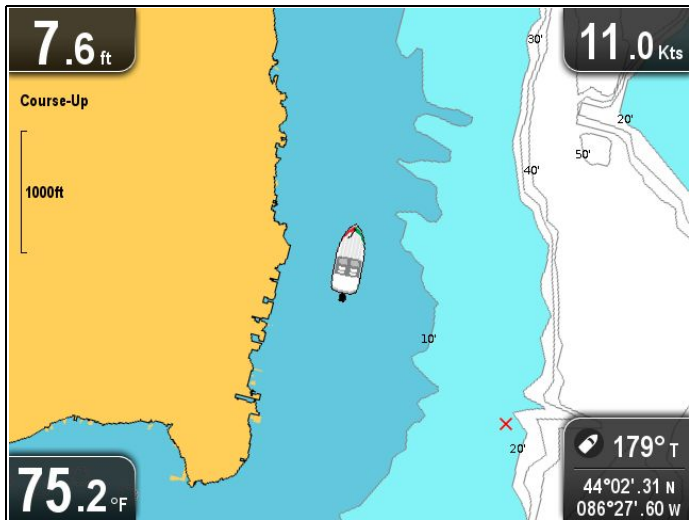 7.6 ft
11.0 Kts
Course-Up
1000ft
30'
20'
50'
40'
10'
20'
75.2 °F
179° T
44°02'.31 N
086°27'.60 W